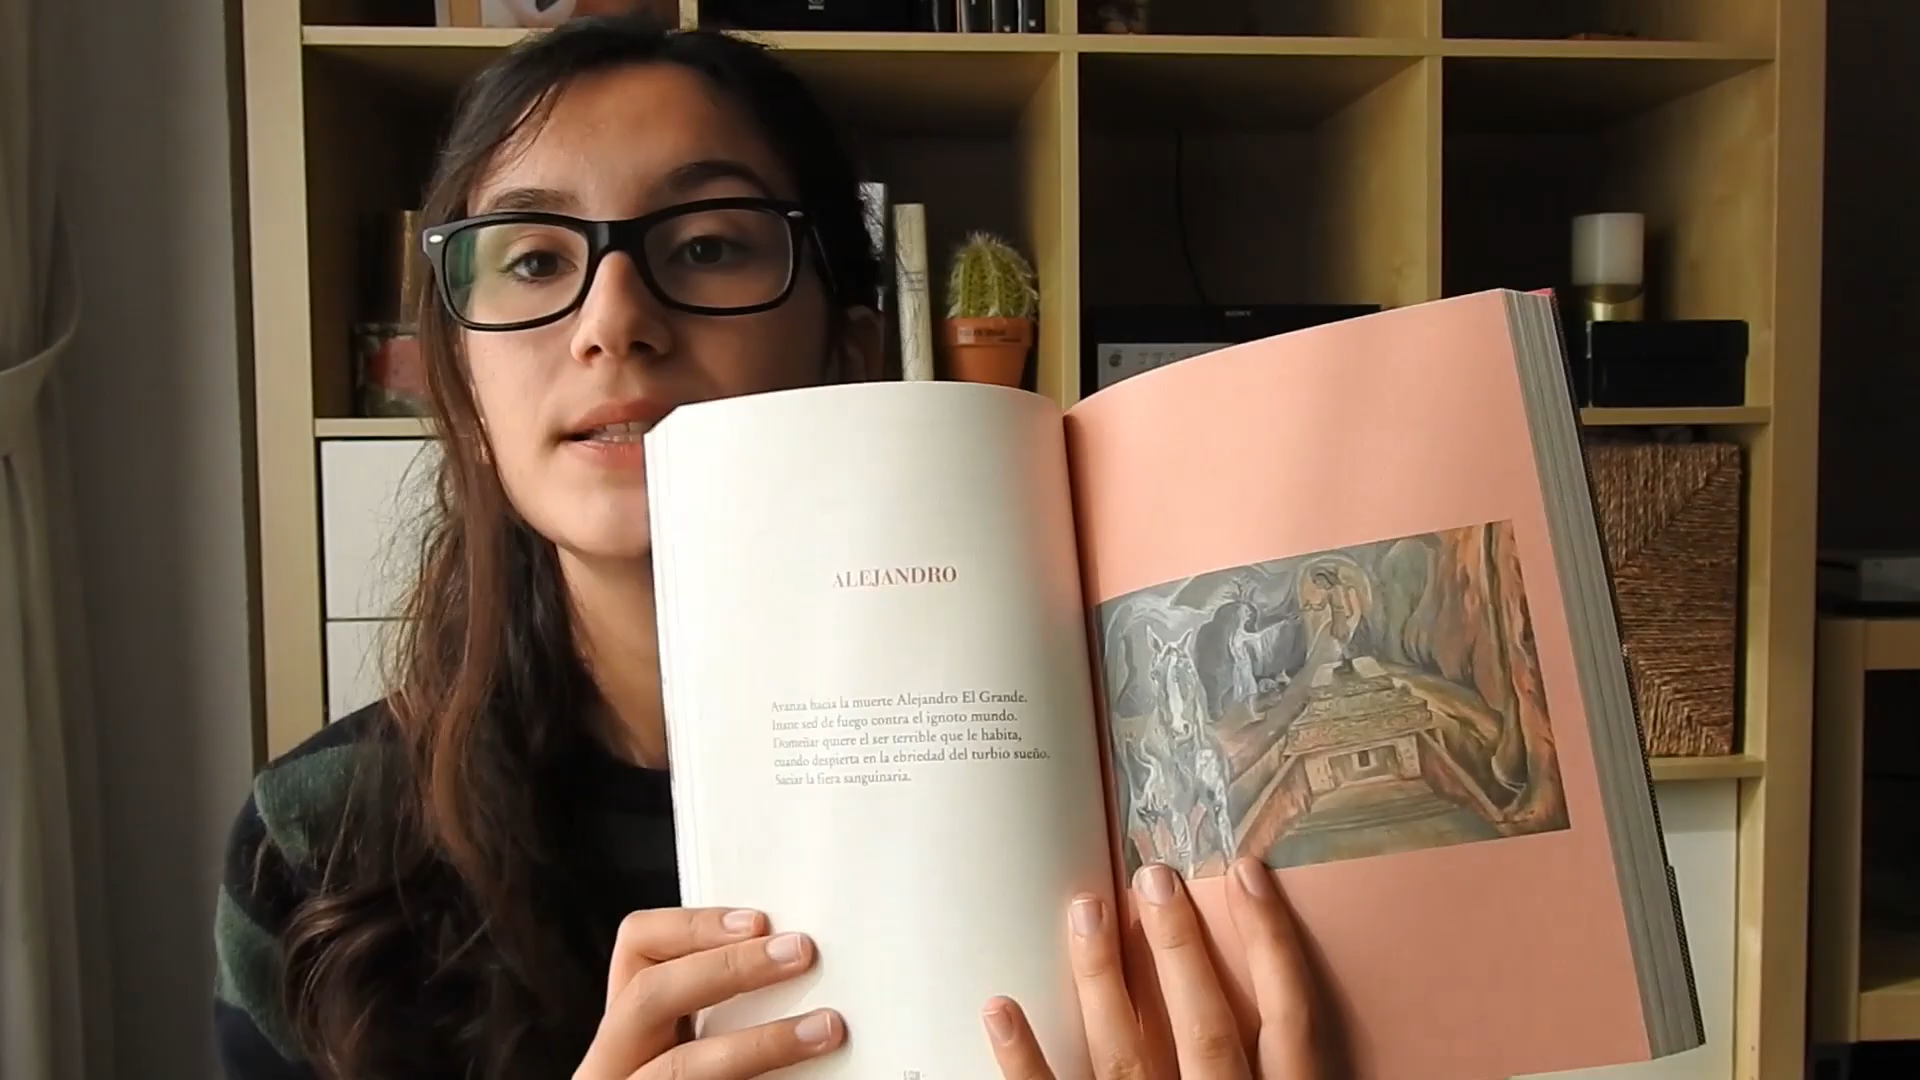 SONY
ALEJANDRO
Avanza hacia la muerte Alejandro El Grande.
Inane sed de fuego contra el ignoto mundo.
Domeñar quiere el ser terrible que le habita,
cuando despierta en la ebriedad del turbio sueño.
Saciar la fiera sanguinaria.